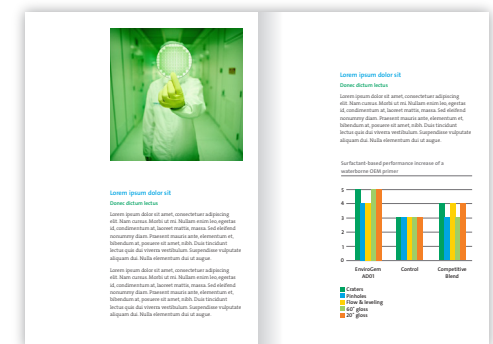 Lorem ipsum dolor sit
Donec dictum lectus
Lorem ipsum dolor sit amet, consectetuer adipiscing
elit. Nam cursus. Morbi ut mi. Nullam enim leo, egestas
id, condimentum at, laoreet mattis, massa. Sed eleifend
nonummy diam. Praesent mauris ante, elementum et,
bibendum at, posuere sit amet, nibh. Duis tincidunt
lectus quis dui viverra vestibulum. Suspendisse vulputate
aliquam dui. Nulla elementum dui ut augue.
Lorem ipsum dolor sit amet, consectetuer adipiscing
elit. Nam cursus. Morbi ut mi. Nullam enim leo, egestas
id, condimentum at, laoreet mattis, massa. Sed eleifend
nonummy diam. Praesent mauris ante, elementum et,
bibendum at, posuere sit amet, nibh. Duis tincidunt
lectus quis dui viverra vestibulum. Suspendisse vulputate
aliquam dui. Nulla elementum dui ut augue.
Lorem ipsum dolor sit
Donec dictum lectus
Lorem ipsum dolor sit amet, consectetuer adipiscing
elit. Nam cursus. Morbi ut mi. Nullam enim leo, egestas
id, condimentum at, laoreet mattis, massa. Sed eleifend
nonummy diam. Praesent mauris ante, elementum et,
bibendum at, posuere sit amet, nibh. Duis tincidunt
lectus quis dui viverra vestibulum. Suspendisse vulputate
aliquam dui. Nulla elementum dui ut augue.
Surfactant-based performance increase of a
waterborne OEM primer
5
4
3
2
1
0
EnviroGem Control Competitive
AD01 Blend
Craters
Pinholes
Flow & leveling
60° gloss
20° gloss